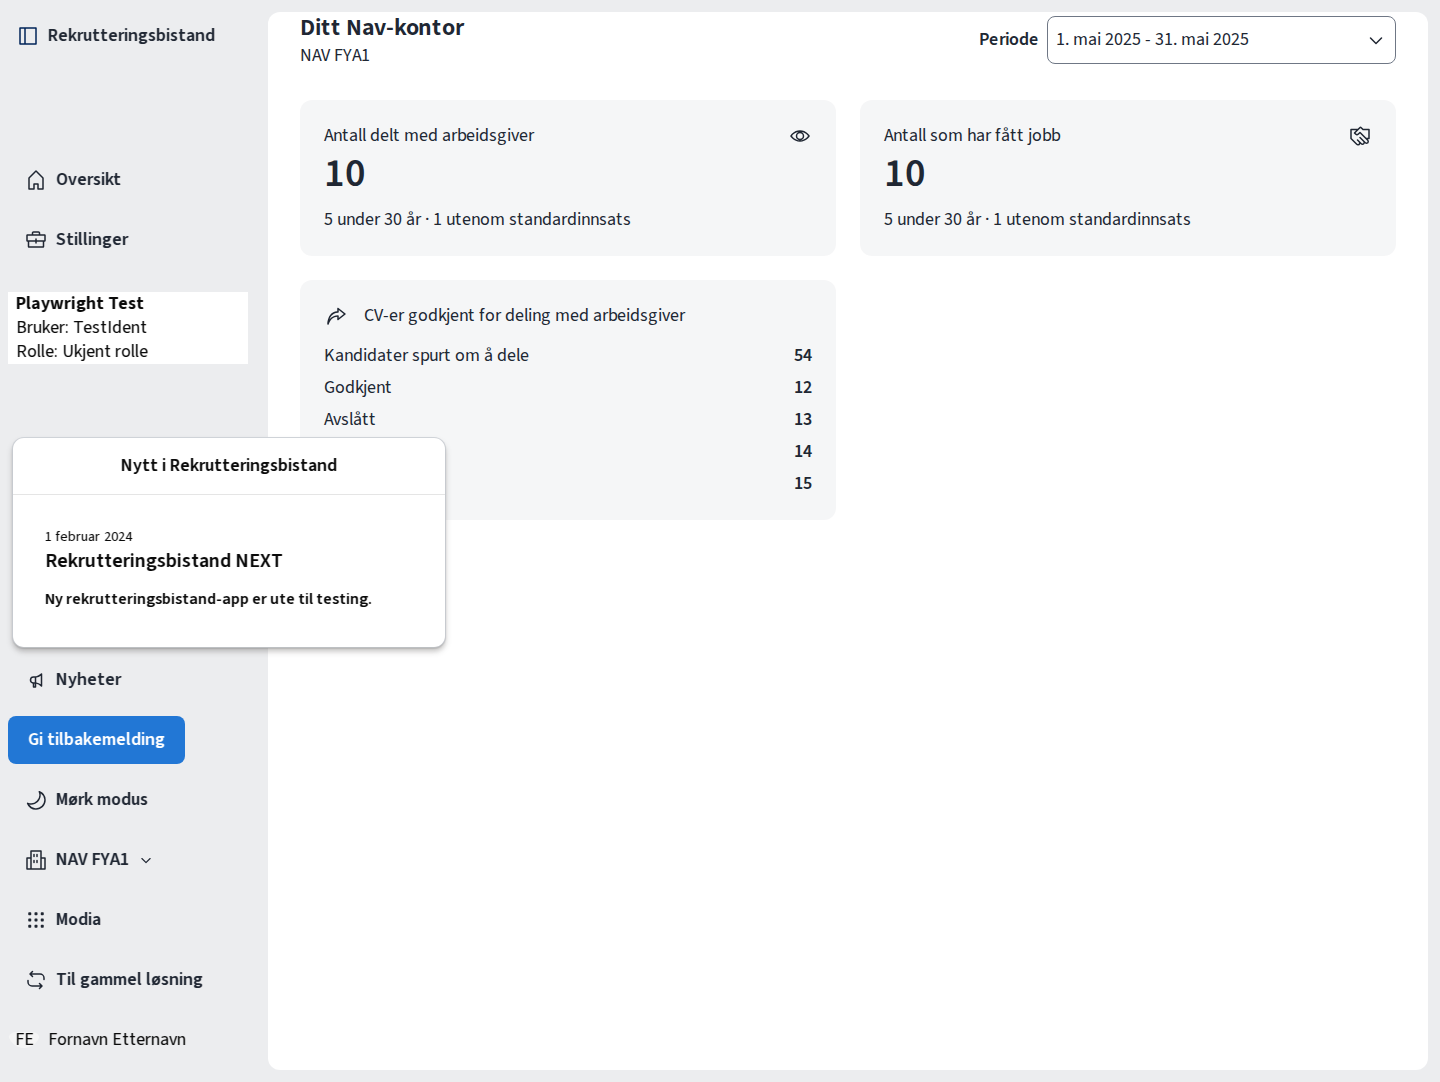 Rekrutteringsbistand
Oversikt
Stillinger
Playwright Test
Bruker: TestIdent
Rolle: Ukjent rolle
Nytt i Rekrutteringsbistand
1 februar 2024
Rekrutteringsbistand NEXT
Ny rekrutteringsbistand-app er ute til testing.
Nyheter
Gi tilbakemelding
Mørk modus
NAV FYA1
Modia
Til gammel løsning
FE Fornavn Etternavn
Ditt Nav-kontor
NAV FYA1
Periode 1. mai 2025 - 31. mai 2025
Antall delt med arbeidsgiver
10
5 under 30 år · 1 utenom standardinnsats
Antall som har fått jobb
10
5 under 30 år · 1 utenom standardinnsats
CV-er godkjent for deling med arbeidsgiver
Kandidater spurt om å dele 54
Godkjent 12
Avslått 13
14
15